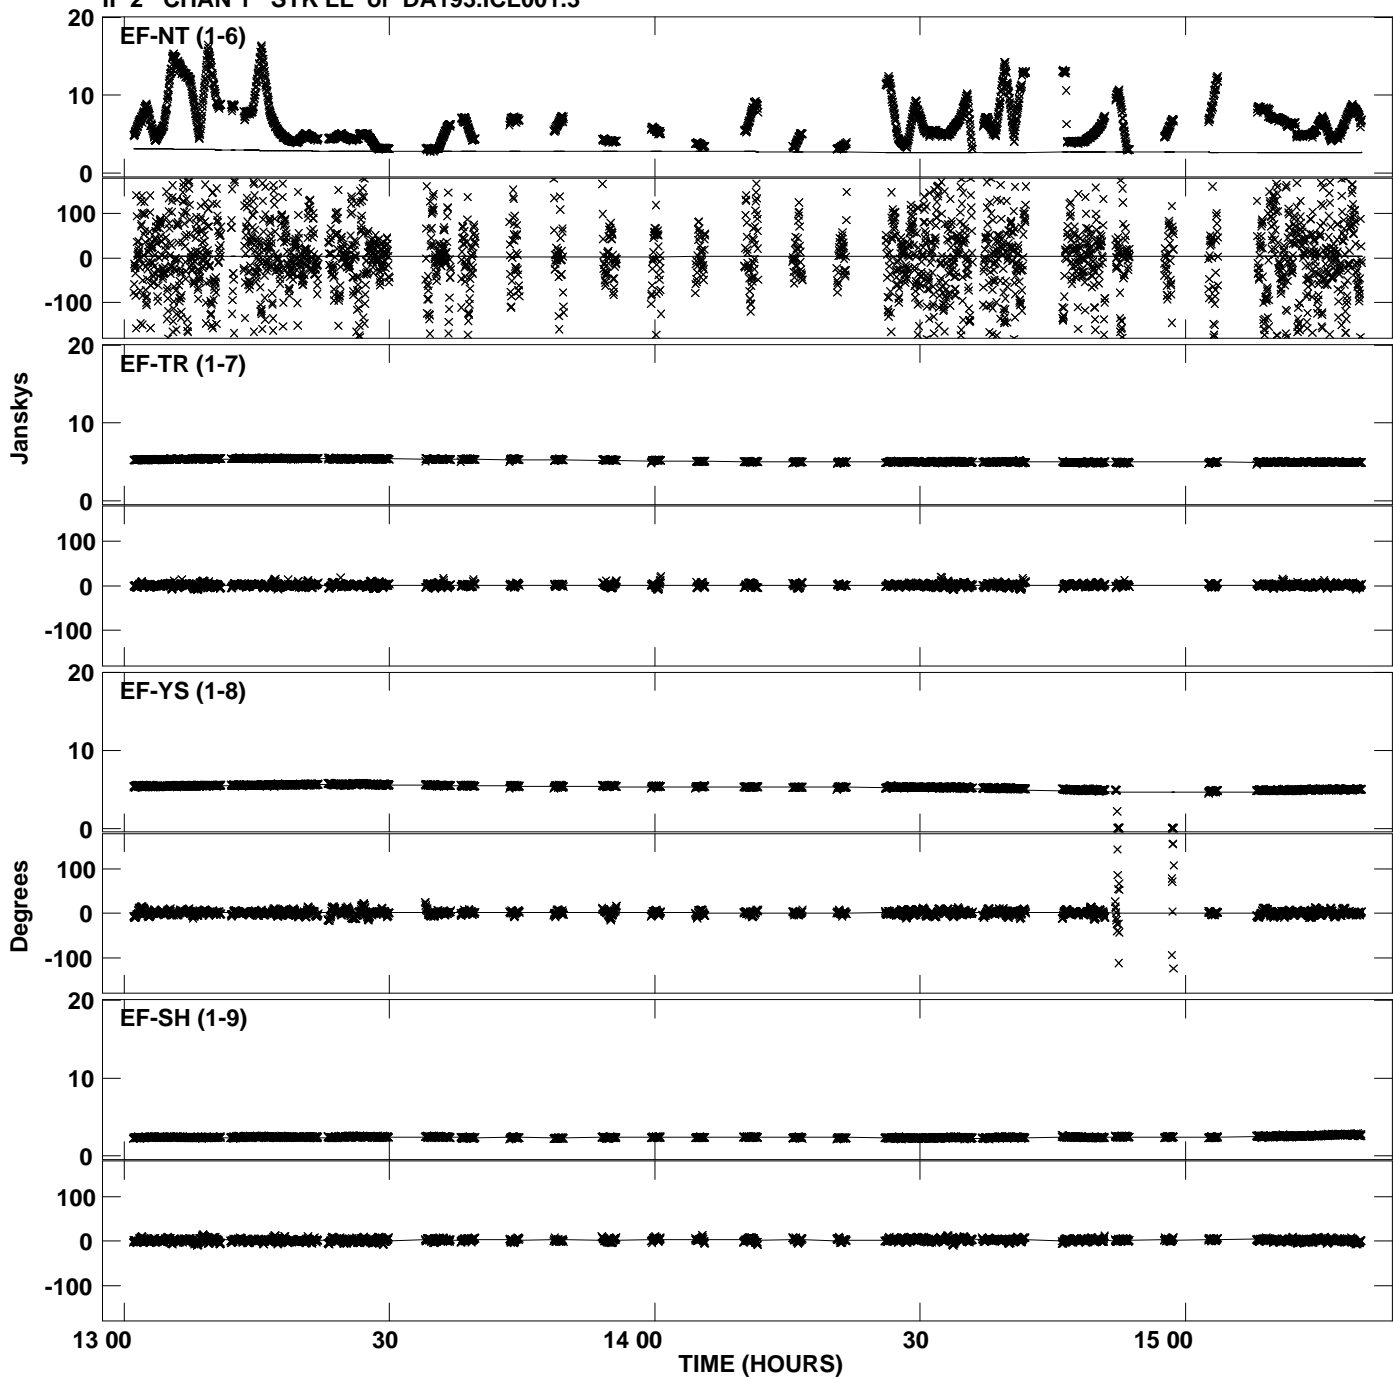 IF 2 CHAN 1 STK LL of DA193.ICL001.3
20
EF-NT (1-6)
10
0
100
0
-100
20
EF-TR (1-7)
10
0
100
0
-100
Janskys
20
EF-YS (1-8)
10
0
100
0
-100
Degrees
20
EF-SH (1-9)
10
0
100
0
-100
13 00 30 14 00 30 15 00
TIME (HOURS)